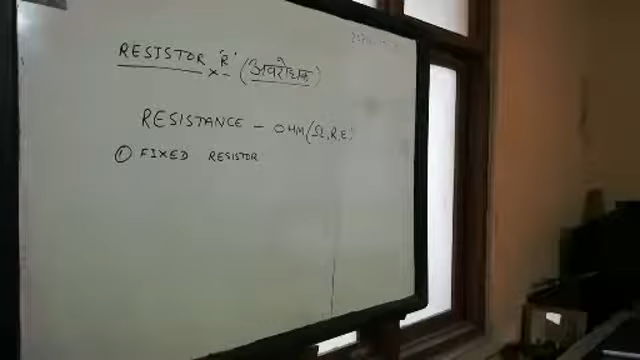 RESISTOR 'R' (अवरोधक)
RESISTANCE - OHM (Ω, R, E)
① FIXED RESISTOR